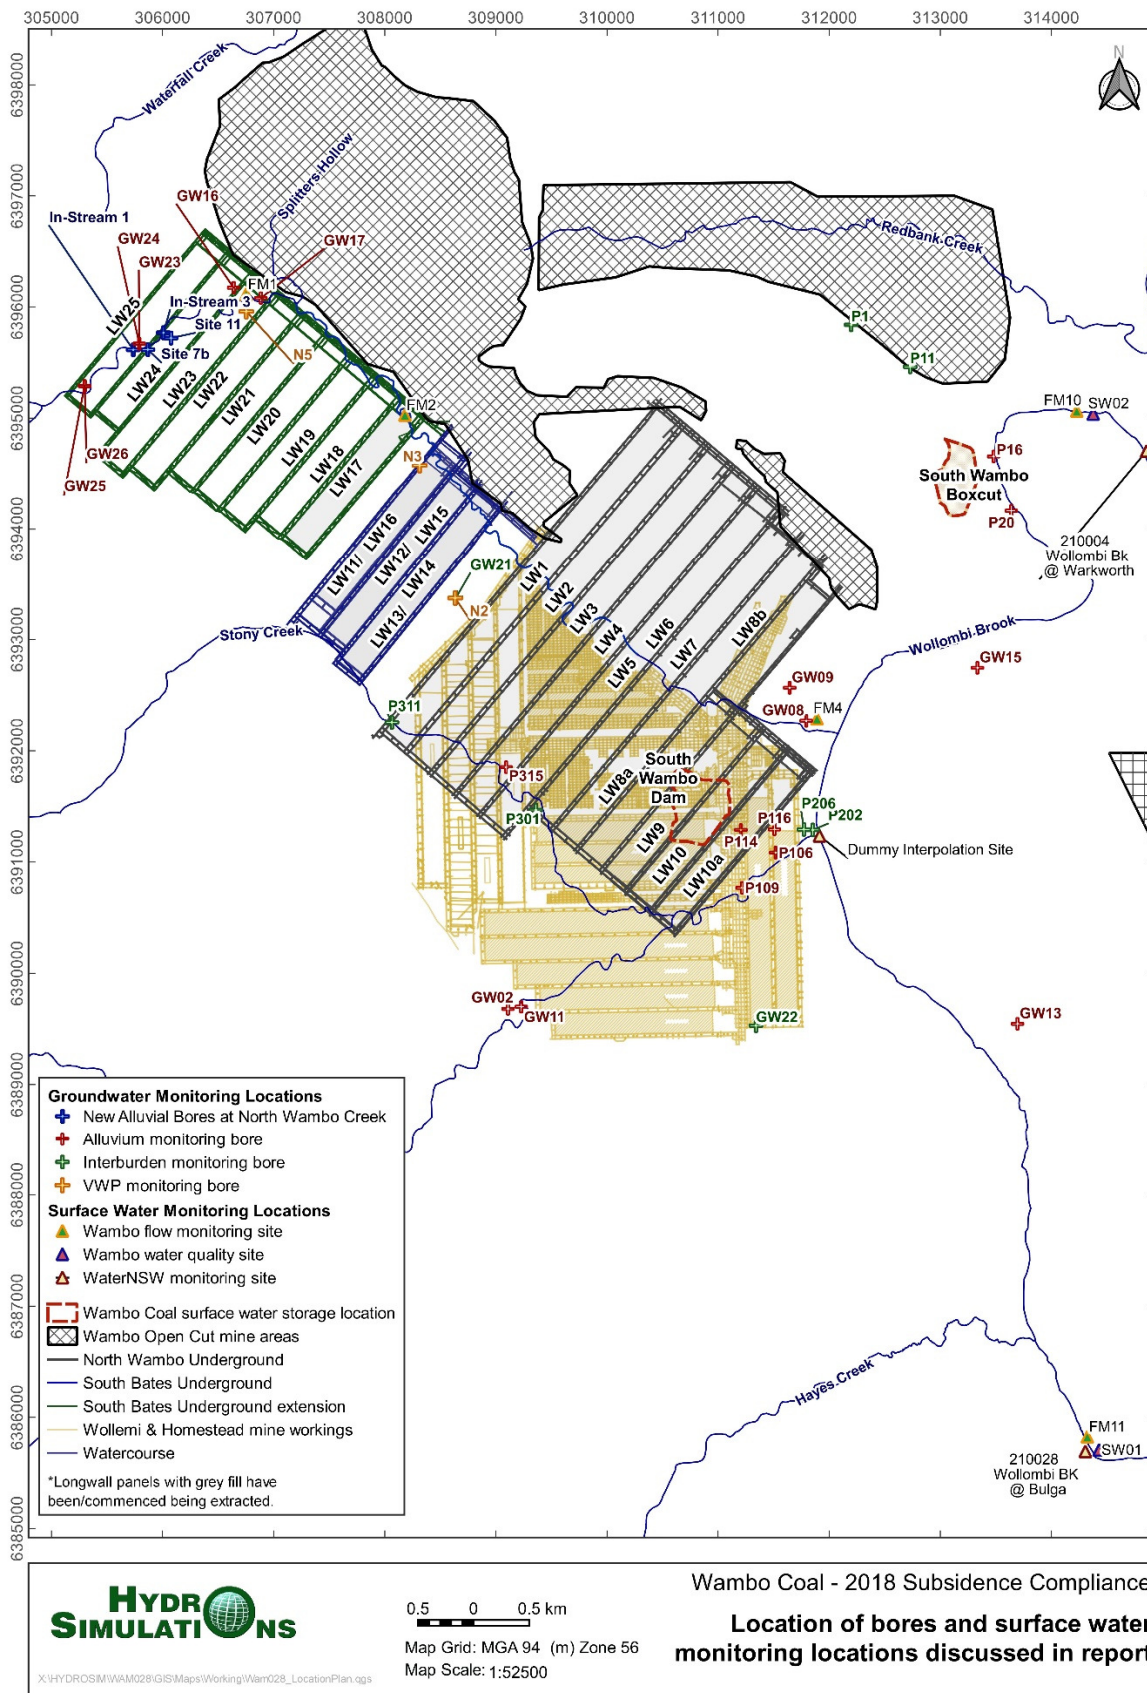 305000
306000
307000
308000
309000
310000
311000
312000
313000
314000
6398000
6397000
6396000
6395000
6394000
6393000
6392000
6391000
6390000
6389000
6388000
6387000
6386000
6385000
N
Waterfall Creek
Splitters Hollow
GW16
In-Stream 1
GW24
GW23
GW17
FM1
In-Stream 3
Site 11
Site 7b
N5
Redbank Creek
P1
P11
LW25
LW24
LW23
LW22
LW21
LW20
LW19
LW18
LW17
GW26
GW25
FM2
N3
FM10
SW02
P16
South Wambo
Boxcut
P20
210004
Wollombi Bk
@ Warkworth
LW11/ LW16
LW12/ LW15
LW13/ LW14
GW21
N2
Stony Creek
LW1
LW2
LW3
LW4
LW5
LW6
LW7
LW8b
Wollombi Brook
GW15
GW09
GW08
FM4
P311
P315
P301
South
Wambo
Dam
LW8a
LW9
LW10
LW10a
P206
P202
P116
P114
P106
P109
Dummy Interpolation Site
GW02
GW11
GW22
GW13
Hayes Creek
FM11
SW01
210028
Wollombi BK
@ Bulga
Groundwater Monitoring Locations
New Alluvial Bores at North Wambo Creek
Alluvium monitoring bore
Interburden monitoring bore
VWP monitoring bore
Surface Water Monitoring Locations
Wambo flow monitoring site
Wambo water quality site
WaterNSW monitoring site
Wambo Coal surface water storage location
Wambo Open Cut mine areas
North Wambo Underground
South Bates Underground
South Bates Underground extension
Wollemi & Homestead mine workings
Watercourse
*Longwall panels with grey fill have
been/commenced being extracted.
HYDRO
SIMULATIONS
X:\HYDROSIM\WAM028\GIS\Maps\Working\Wam028_LocationPlan.qgs
0.5 0 0.5 km
Map Grid: MGA 94 (m) Zone 56
Map Scale: 1:52500
Wambo Coal - 2018 Subsidence Compliance
Location of bores and surface water
monitoring locations discussed in report